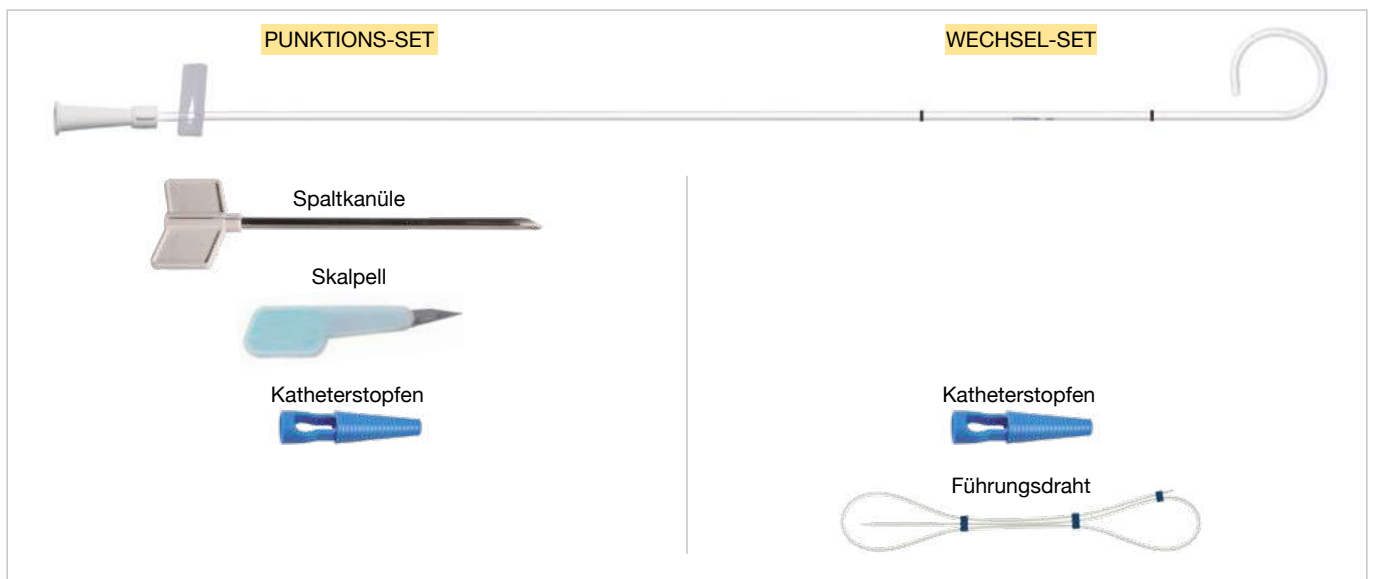 PUNKTIONS-SET
WECHSEL-SET
Spaltkanüle
Skalpell
Katheterstopfen
Katheterstopfen
Führungsdraht